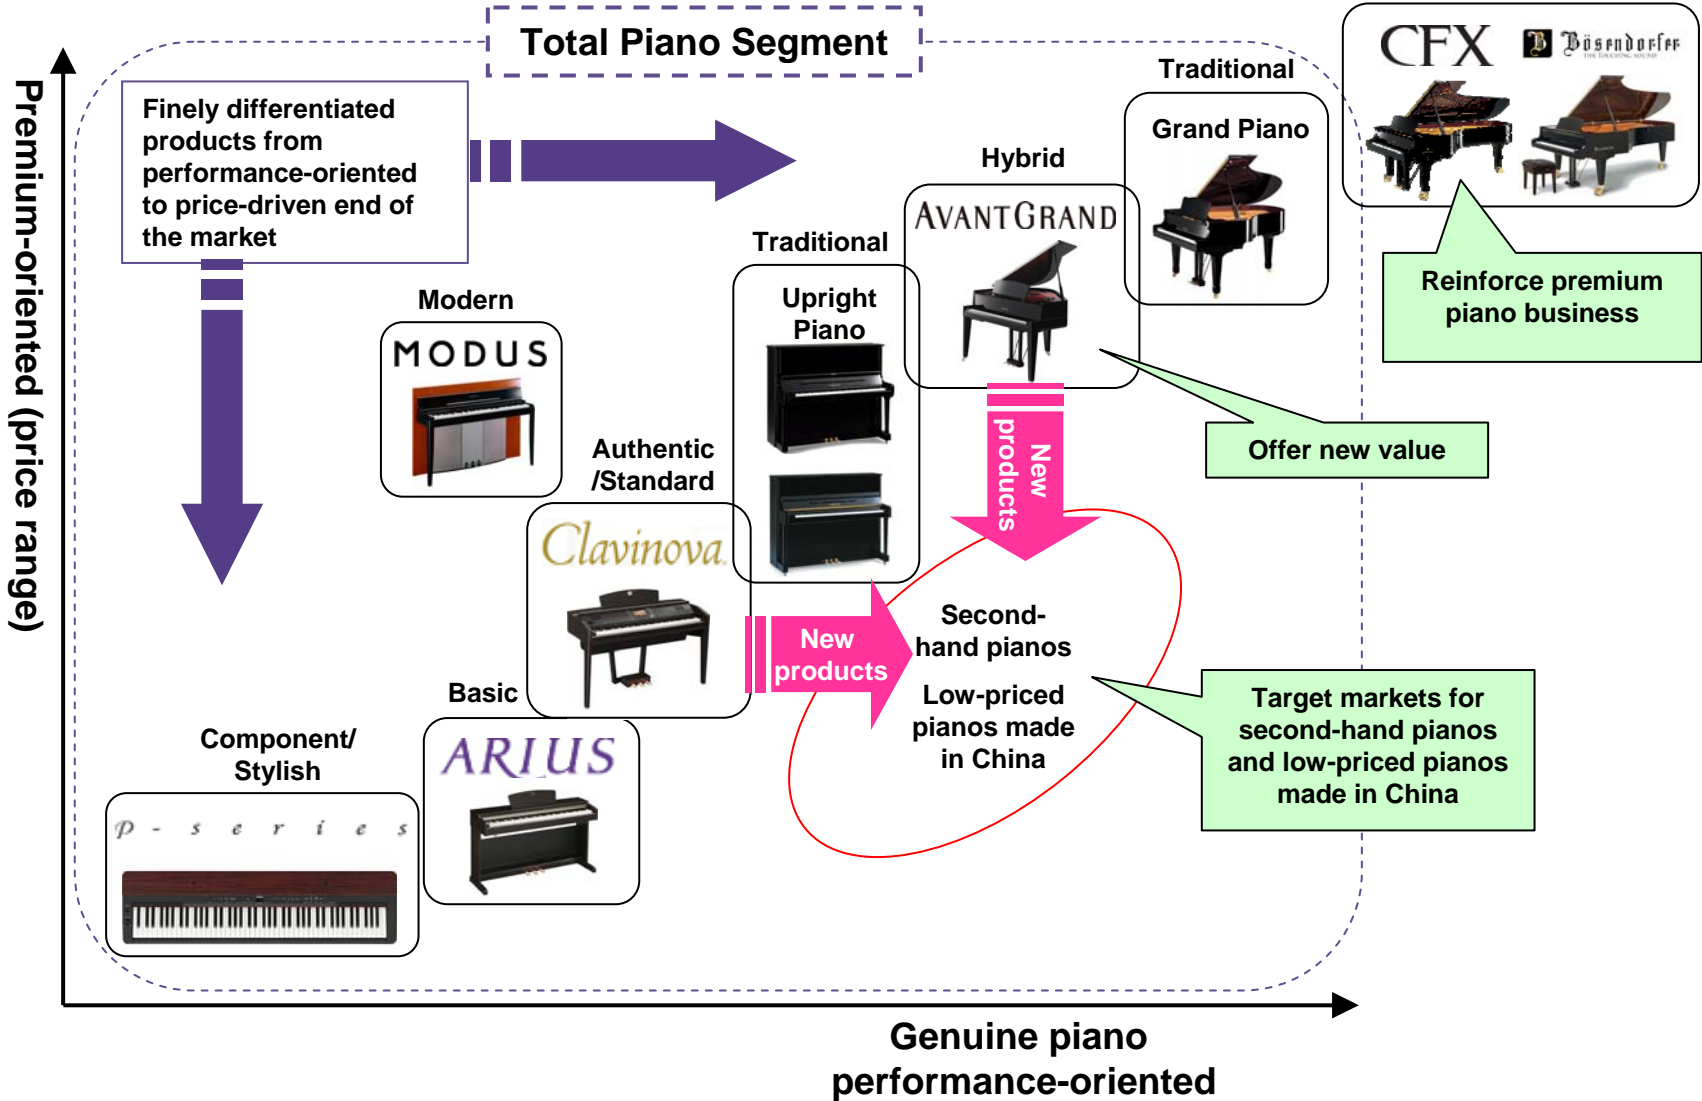 Total Piano Segment
Premium-oriented (price range)
Finely differentiated
products from
performance-oriented
to price-driven end of
the market
CFX
Bösendorfer
THE TOUCHING SOUND
Traditional
Grand Piano
Hybrid
AVANTGRAND
Reinforce premium
piano business
Traditional
Upright
Piano
Modern
MODUS
Offer new value
New
products
Authentic
/Standard
Clavinova
New
products
Second-
hand pianos
Low-priced
pianos made
in China
Target markets for
second-hand pianos
and low-priced pianos
made in China
Basic
ARIUS
Component/
Stylish
P - s e r i e s
Genuine piano
performance-oriented